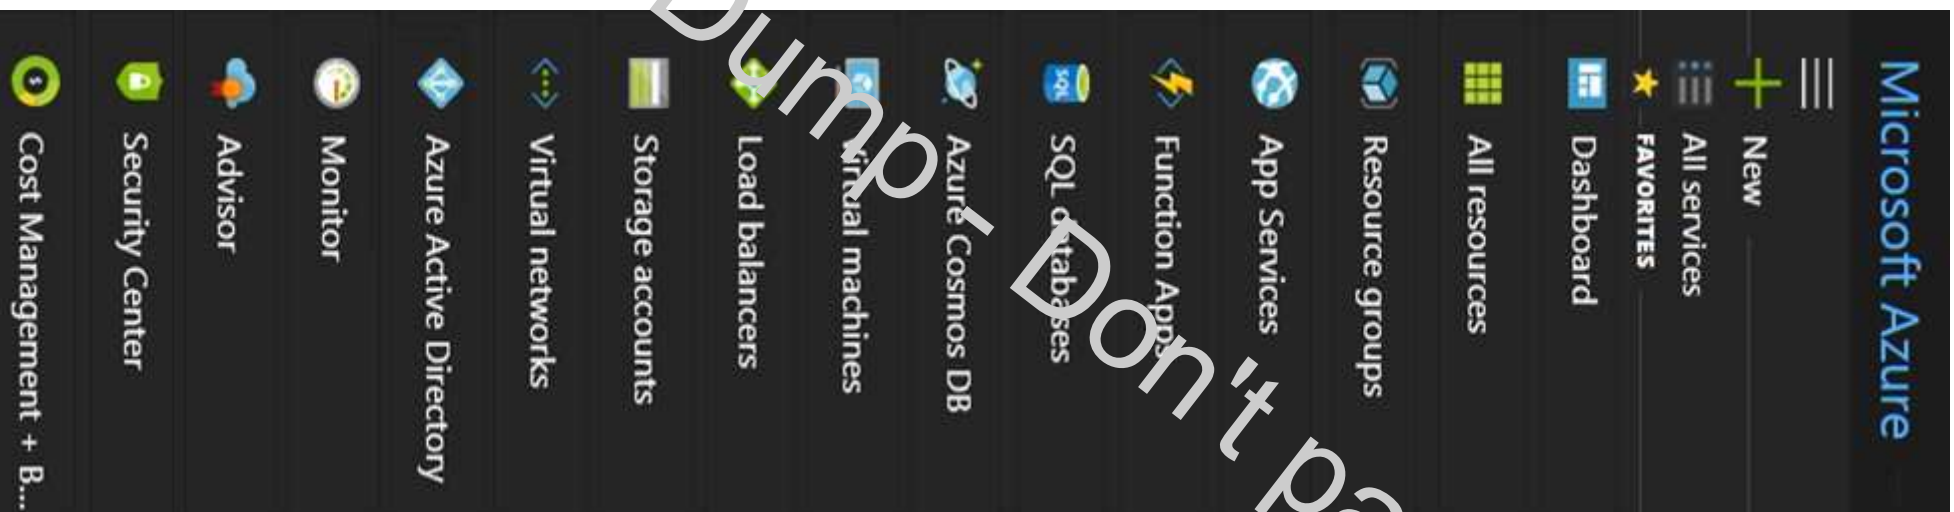 Microsoft Azure
New
All services
FAVORITES
Dashboard
All resources
Resource groups
App Services
Function Apps
SQL databases
Azure Cosmos DB
Virtual machines
Load balancers
Storage accounts
Virtual networks
Azure Active Directory
Monitor
Advisor
Security Center
Cost Management + B...
Dump - Don't pa